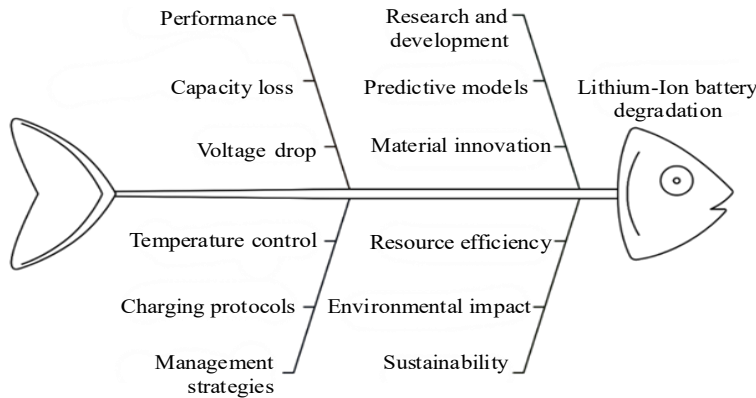 Performance
Research and
development
Capacity loss
Predictive models
Lithium-Ion battery
degradation
Voltage drop
Material innovation
Temperature control
Resource efficiency
Charging protocols
Environmental impact
Management
strategies
Sustainability